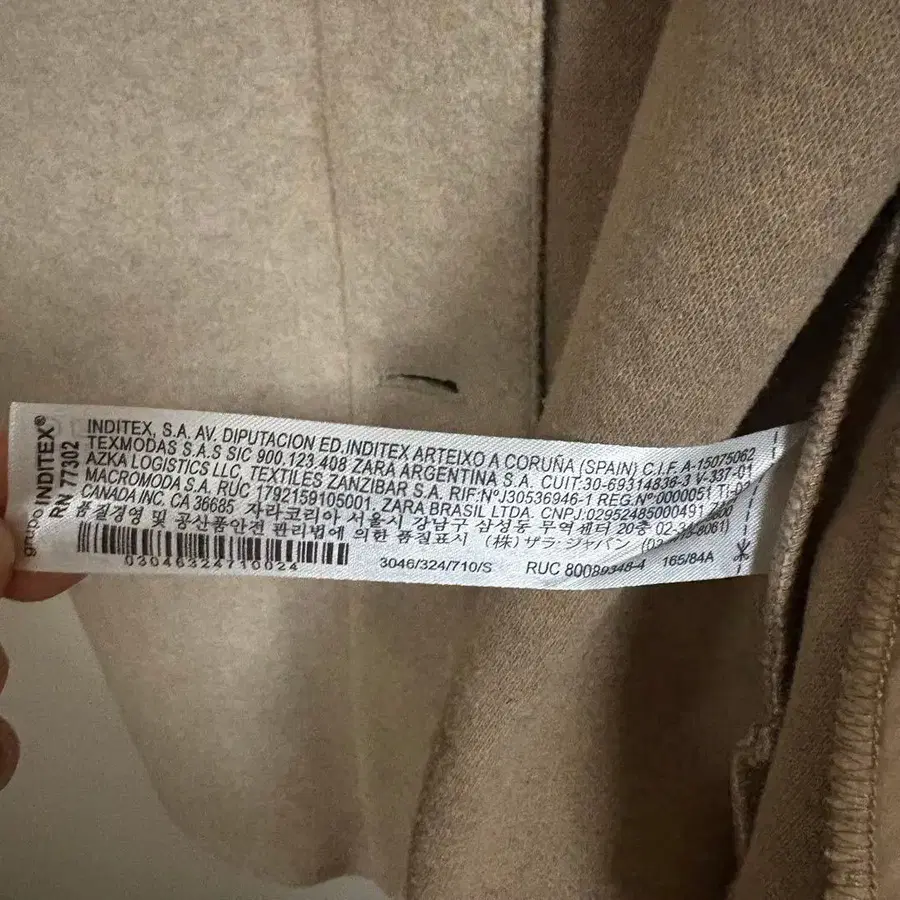 grupo INDITEX®
RN 77302
INDITEX, S.A. AV. DIPUTACION ED.INDITEX ARTEIXO A CORUÑA (SPAIN) C.I.F. A-15075062
TEXMODAS S.A.S SIC 900.123.408 ZARA ARGENTINA S.A. CUIT:30-69314836-3 V-337-01
AZKA LOGISTICS LLC, TEXTILES ZANZIBAR S.A. RIF:NºJ30536946-1 REG.Nº:0000051 TI-03
MACROMODA S.A. RUC 1792159105001. ZARA BRASIL LTDA. CNPJ:02952485000491
CANADA INC. CA 36685 자라코리아 서울시 강남구 삼성동 무역센터 20층
품질경영 및 공산품안전 관리법에 의한 품질표시 (株) ザラ・ジャパン
03046324710024
3046/324/710/S RUC 80089348-4 165/84A